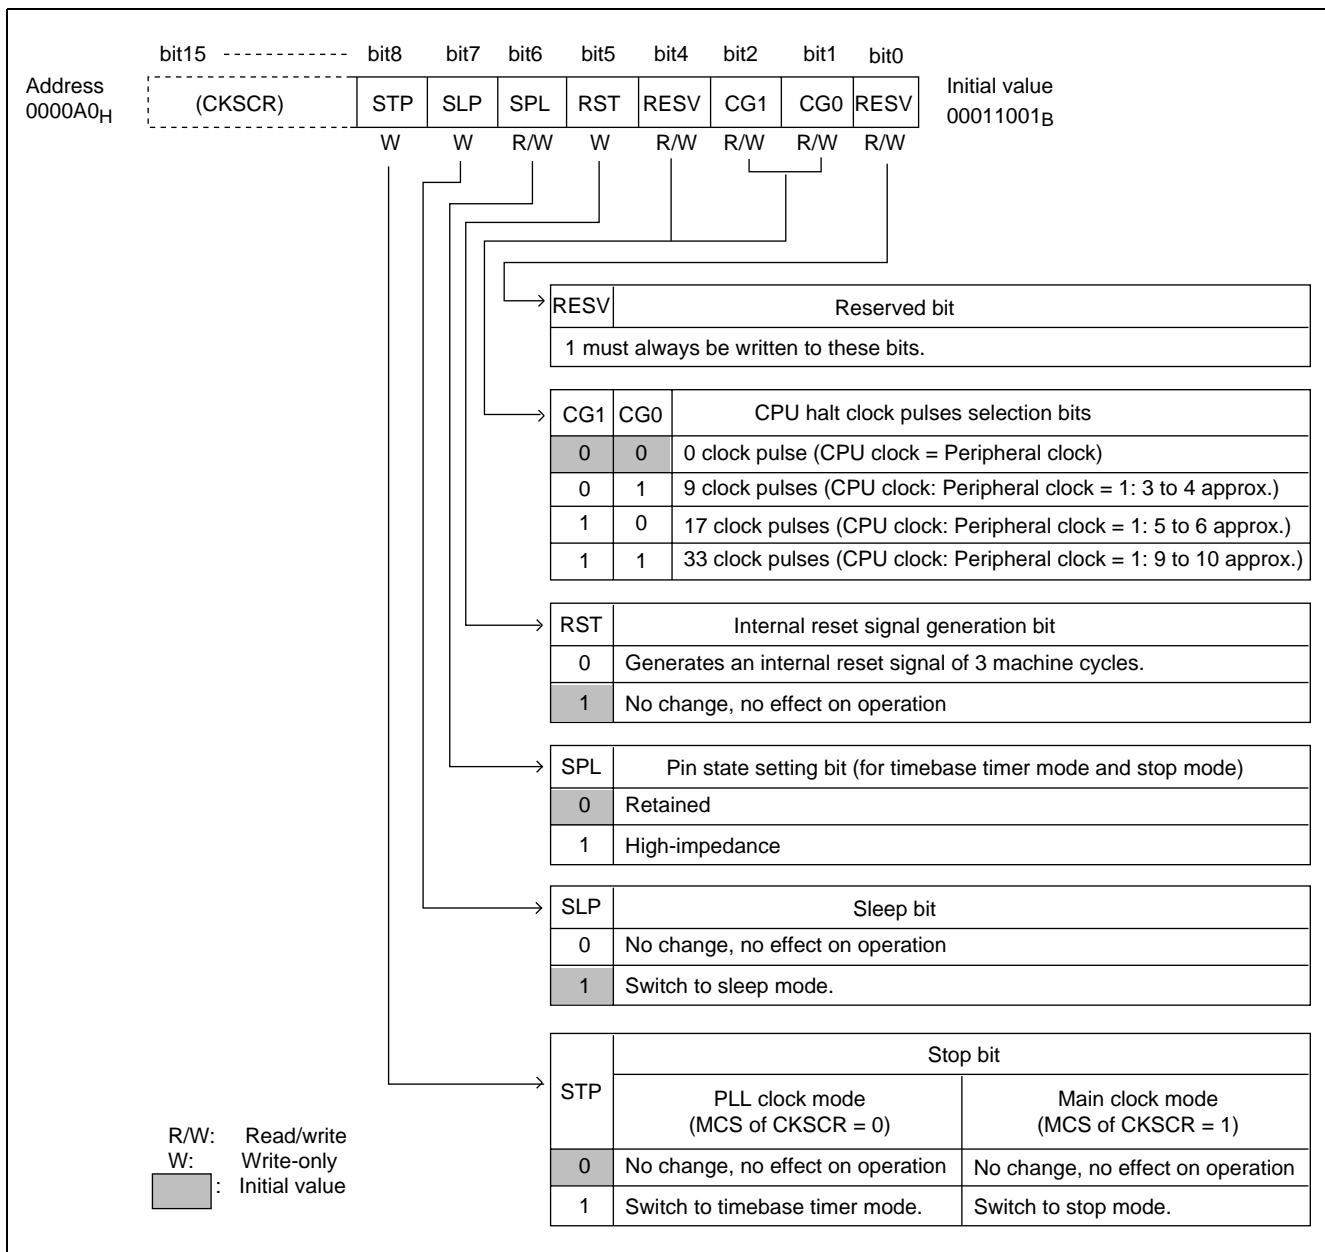 bit15 bit8 bit7 bit6 bit5 bit4 bit2 bit1 bit0
Address
0000A0H
(CKSCR) STP SLP SPL RST RESV CG1 CG0 RESV
Initial value
00011001B
W W R/W W R/W R/W R/W R/W
RESV Reserved bit
1 must always be written to these bits.
CG1 CG0 CPU halt clock pulses selection bits
0 0 0 clock pulse (CPU clock = Peripheral clock)
0 1 9 clock pulses (CPU clock: Peripheral clock = 1: 3 to 4 approx.)
1 0 17 clock pulses (CPU clock: Peripheral clock = 1: 5 to 6 approx.)
1 1 33 clock pulses (CPU clock: Peripheral clock = 1: 9 to 10 approx.)
RST Internal reset signal generation bit
0 Generates an internal reset signal of 3 machine cycles.
1 No change, no effect on operation
SPL Pin state setting bit (for timebase timer mode and stop mode)
0 Retained
1 High-impedance
SLP Sleep bit
0 No change, no effect on operation
1 Switch to sleep mode.
STP Stop bit
PLL clock mode
(MCS of CKSCR = 0)
Main clock mode
(MCS of CKSCR = 1)
0 No change, no effect on operation No change, no effect on operation
1 Switch to timebase timer mode. Switch to stop mode.
R/W: Read/write
W: Write-only
: Initial value